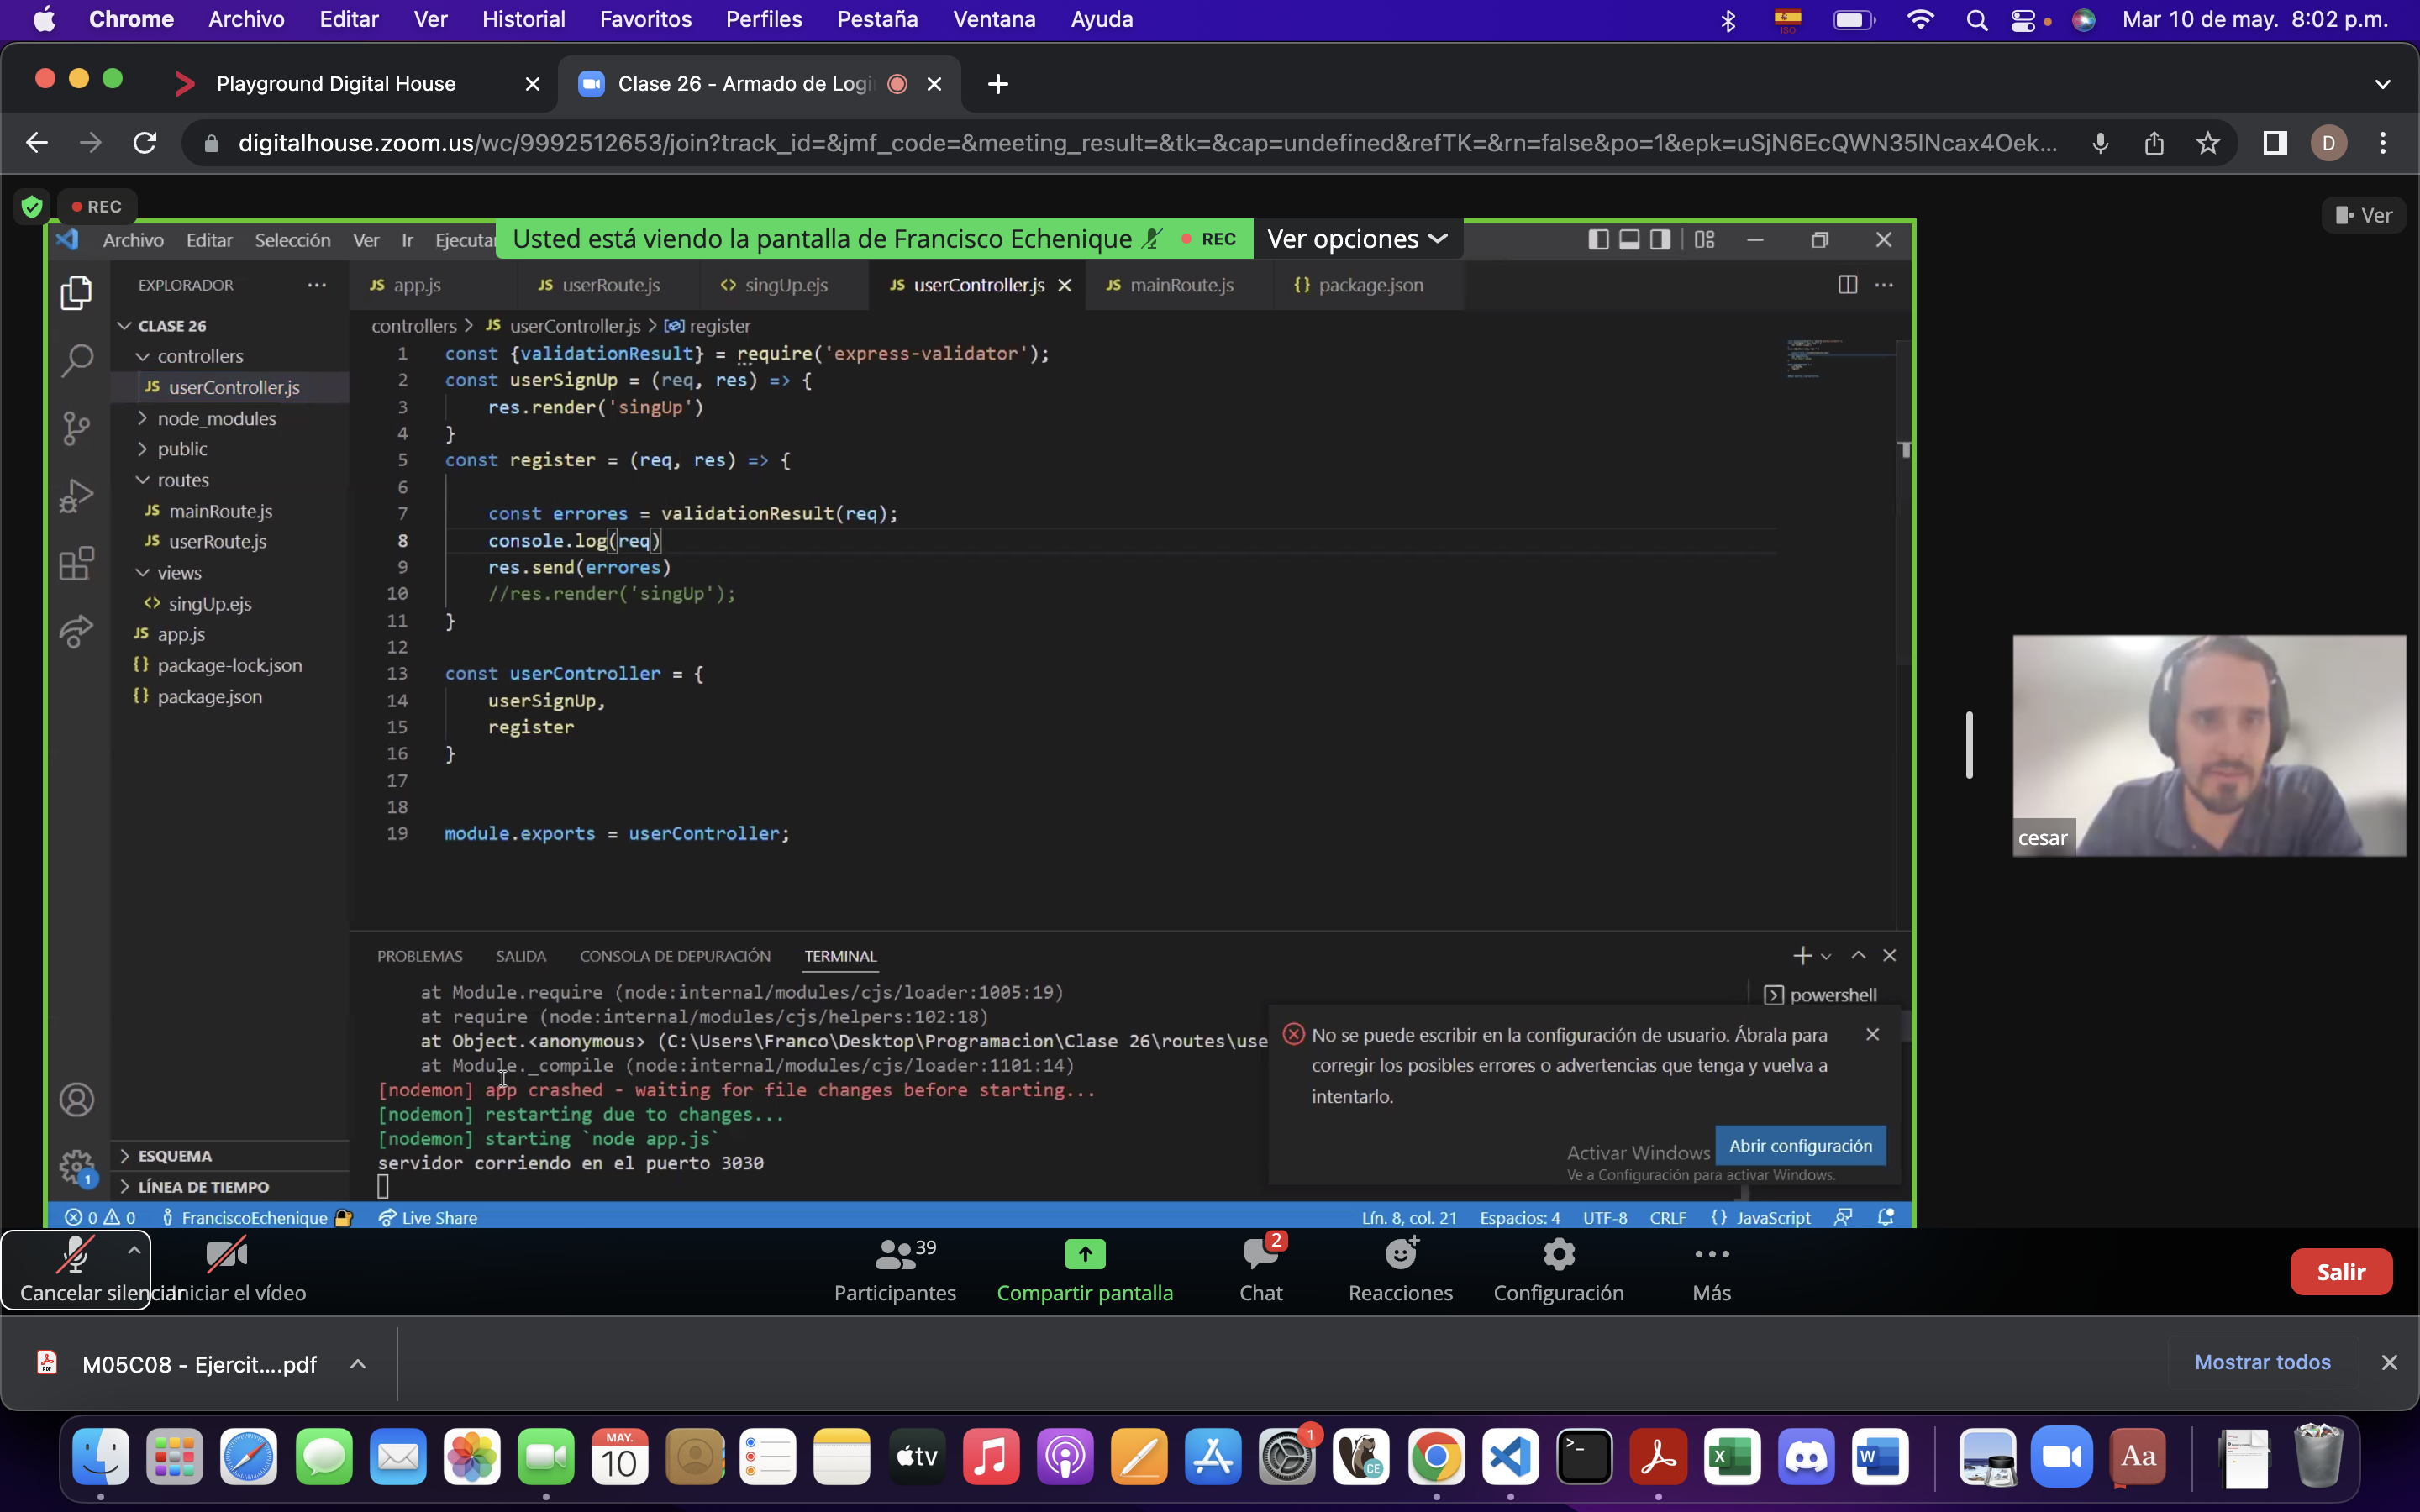 Chrome Archivo Editar Ver Historial Favoritos Perfiles Pestaña Ventana Ayuda ISO Mar 10 de may. 8:02 p.m.
Playground Digital House Clase 26 - Armado de Logi
digitalhouse.zoom.us/wc/9992512653/join?track_id=&jmf_code=&meeting_result=&tk=&cap=undefined&refTK=&rn=false&po=1&epk=uSjN6EcQWN35lNcax4Oek... D
REC
Ver
Archivo Editar Selección Ver Ir Ejecutar
Usted está viendo la pantalla de Francisco Echenique REC Ver opciones
EXPLORADOR ...
JS app.js JS userRoute.js <> singUp.ejs JS userController.js JS mainRoute.js {} package.json
controllers > JS userController.js > register
CLASE 26
controllers
JS userController.js
node_modules
public
routes
JS mainRoute.js
JS userRoute.js
views
<> singUp.ejs
JS app.js
{} package-lock.json
{} package.json
1 const {validationResult} = require('express-validator');
2 const userSignUp = (req, res) => {
3 res.render('singUp')
4 }
5 const register = (req, res) => {
6
7 const errores = validationResult(req);
8 console.log(req)
9 res.send(errores)
10 //res.render('singUp');
11 }
12
13 const userController = {
14 userSignUp,
15 register
16 }
17
18
19 module.exports = userController;
cesar
PROBLEMAS SALIDA CONSOLA DE DEPURACIÓN TERMINAL
powershell
at Module.require (node:internal/modules/cjs/loader:1005:19)
at require (node:internal/modules/cjs/helpers:102:18)
at Object.<anonymous> (C:\Users\Franco\Desktop\Programacion\Clase 26\routes\use
at Module._compile (node:internal/modules/cjs/loader:1101:14)
[nodemon] app crashed - waiting for file changes before starting...
[nodemon] restarting due to changes...
[nodemon] starting `node app.js`
servidor corriendo en el puerto 3030
No se puede escribir en la configuración de usuario. Ábrala para
corregir los posibles errores o advertencias que tenga y vuelva a
intentarlo.
Abrir configuración
Activar Windows
Ve a Configuración para activar Windows.
ESQUEMA
LÍNEA DE TIEMPO
1
0 0 FranciscoEchenique Live Share Lín. 8, col. 21 Espacios: 4 UTF-8 CRLF {} JavaScript
Cancelar silenciar Iniciar el vídeo
39
Participantes
Compartir pantalla
2
Chat
Reacciones
Configuración
Más
Salir
M05C08 - Ejercit....pdf
Mostrar todos
MAY.
10
tv
1
CE
Aa